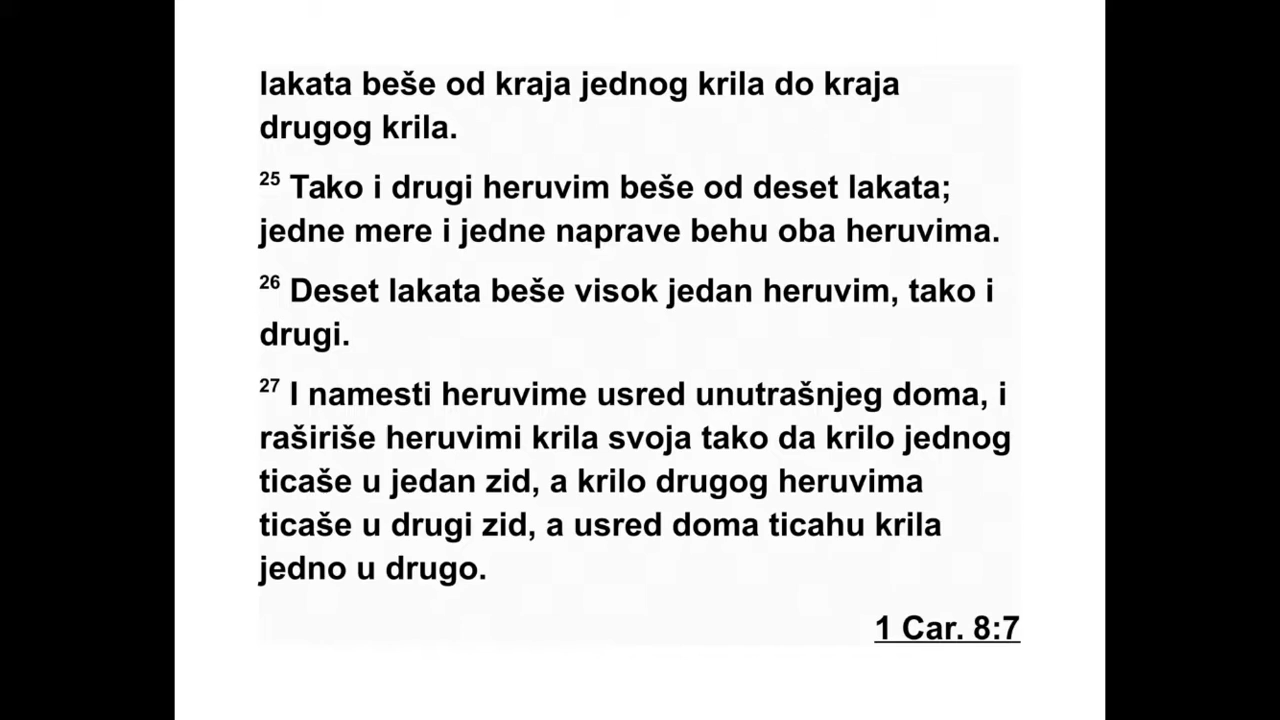 lakata beše od kraja jednog krila do kraja
drugog krila.
25 Tako i drugi heruvim beše od deset lakata;
jedne mere i jedne naprave behu oba heruvima.
26 Deset lakata beše visok jedan heruvim, tako i
drugi.
27 I namesti heruvime usred unutrašnjeg doma, i
raširiše heruvimi krila svoja tako da krilo jednog
ticaše u jedan zid, a krilo drugog heruvima
ticaše u drugi zid, a usred doma ticahu krila
jedno u drugo.
1 Car. 8:7